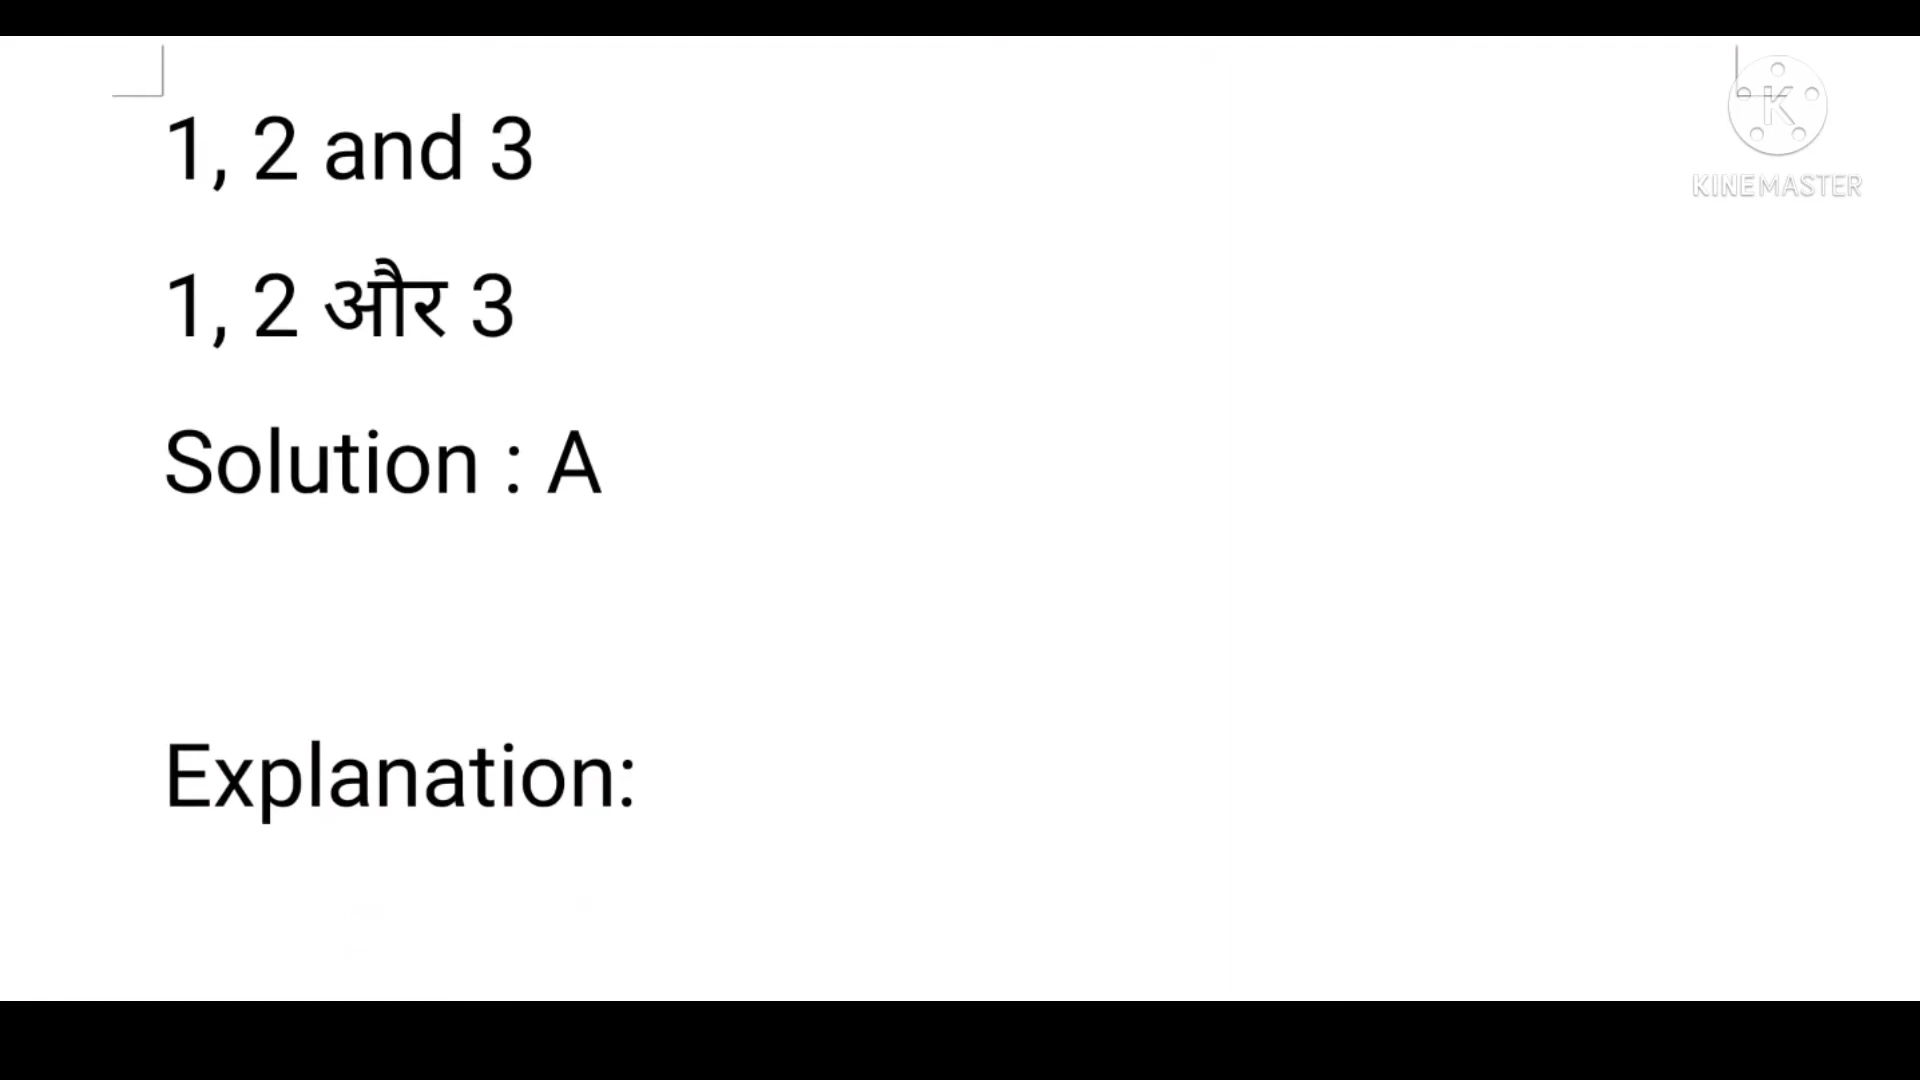 1, 2 and 3
K
KINEMASTER
1, 2 और 3
Solution : A
Explanation: